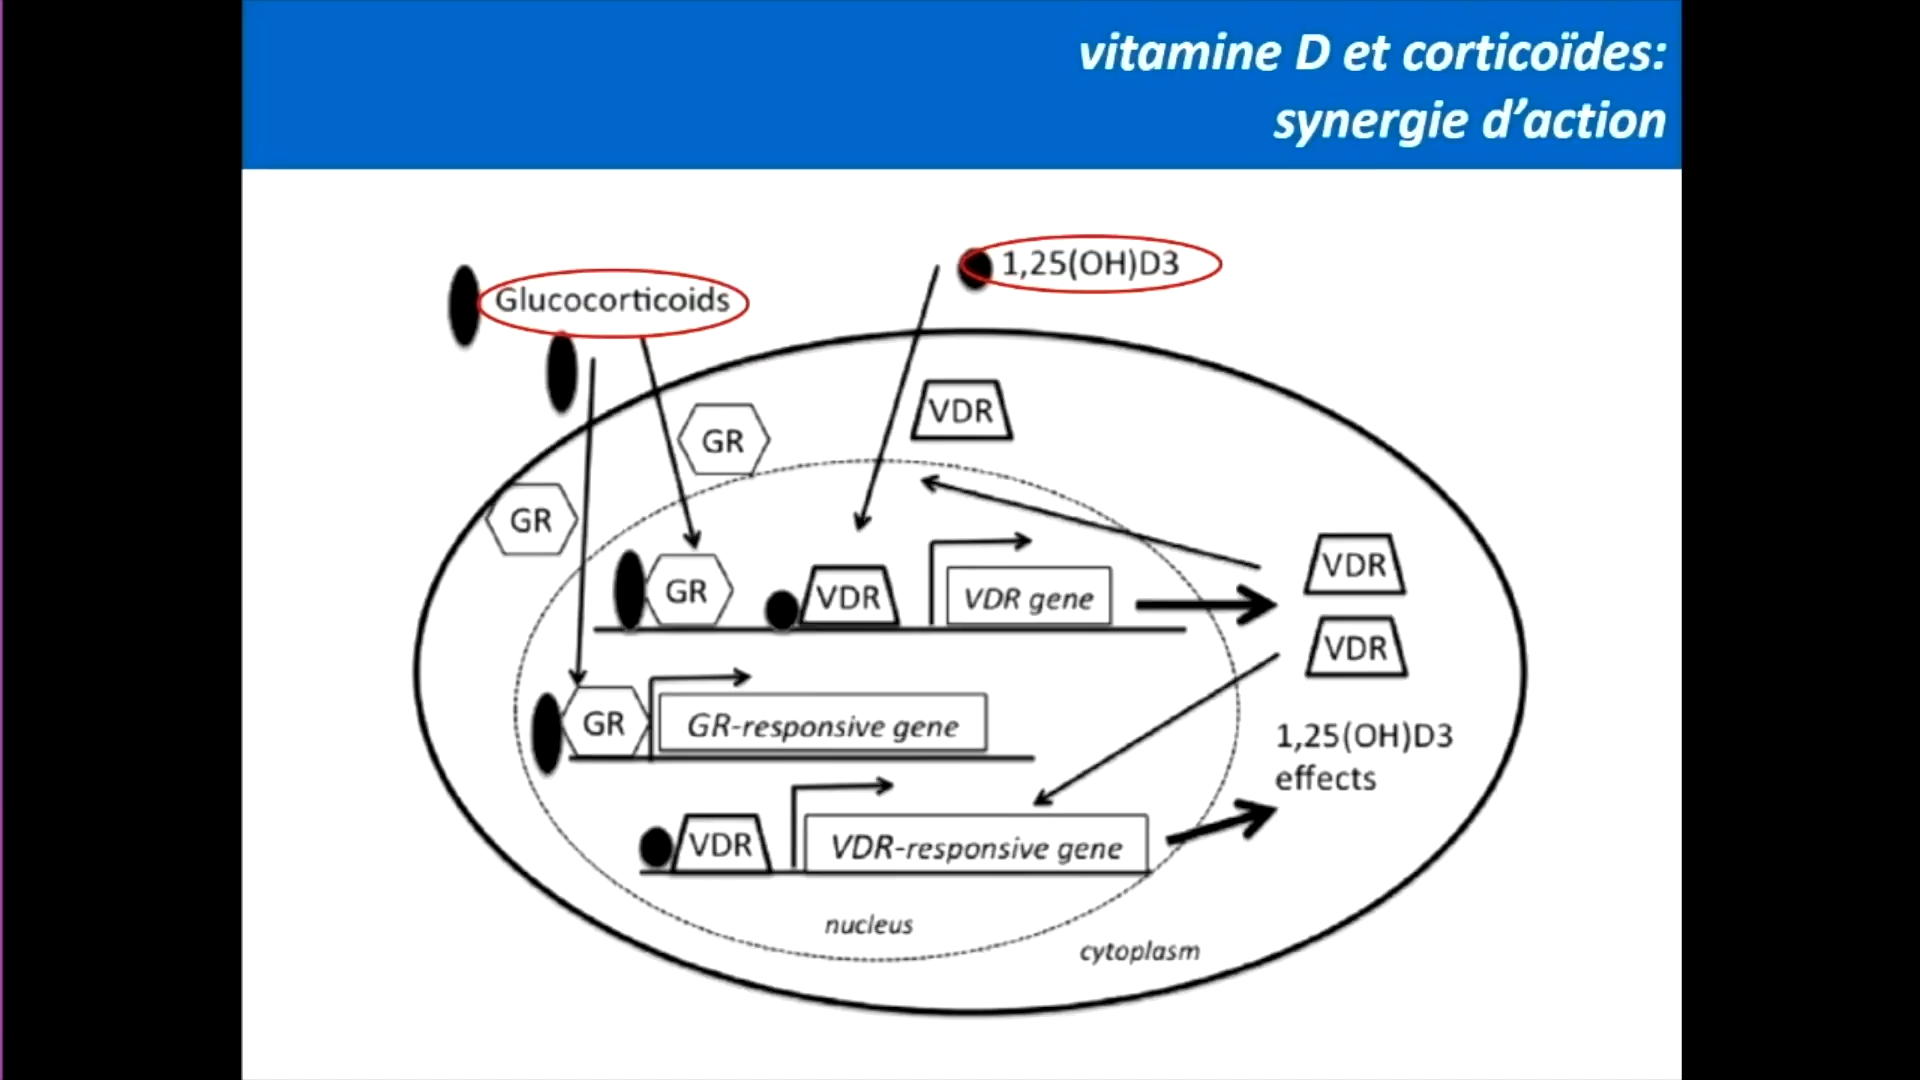 vitamine D et corticoïdes:
synergie d'action
1,25(OH)D3
Glucocorticoids
VDR
GR
GR
VDR
GR
VDR
VDR gene
VDR
GR
GR-responsive gene
1,25(OH)D3
effects
VDR
VDR-responsive gene
nucleus
cytoplasm